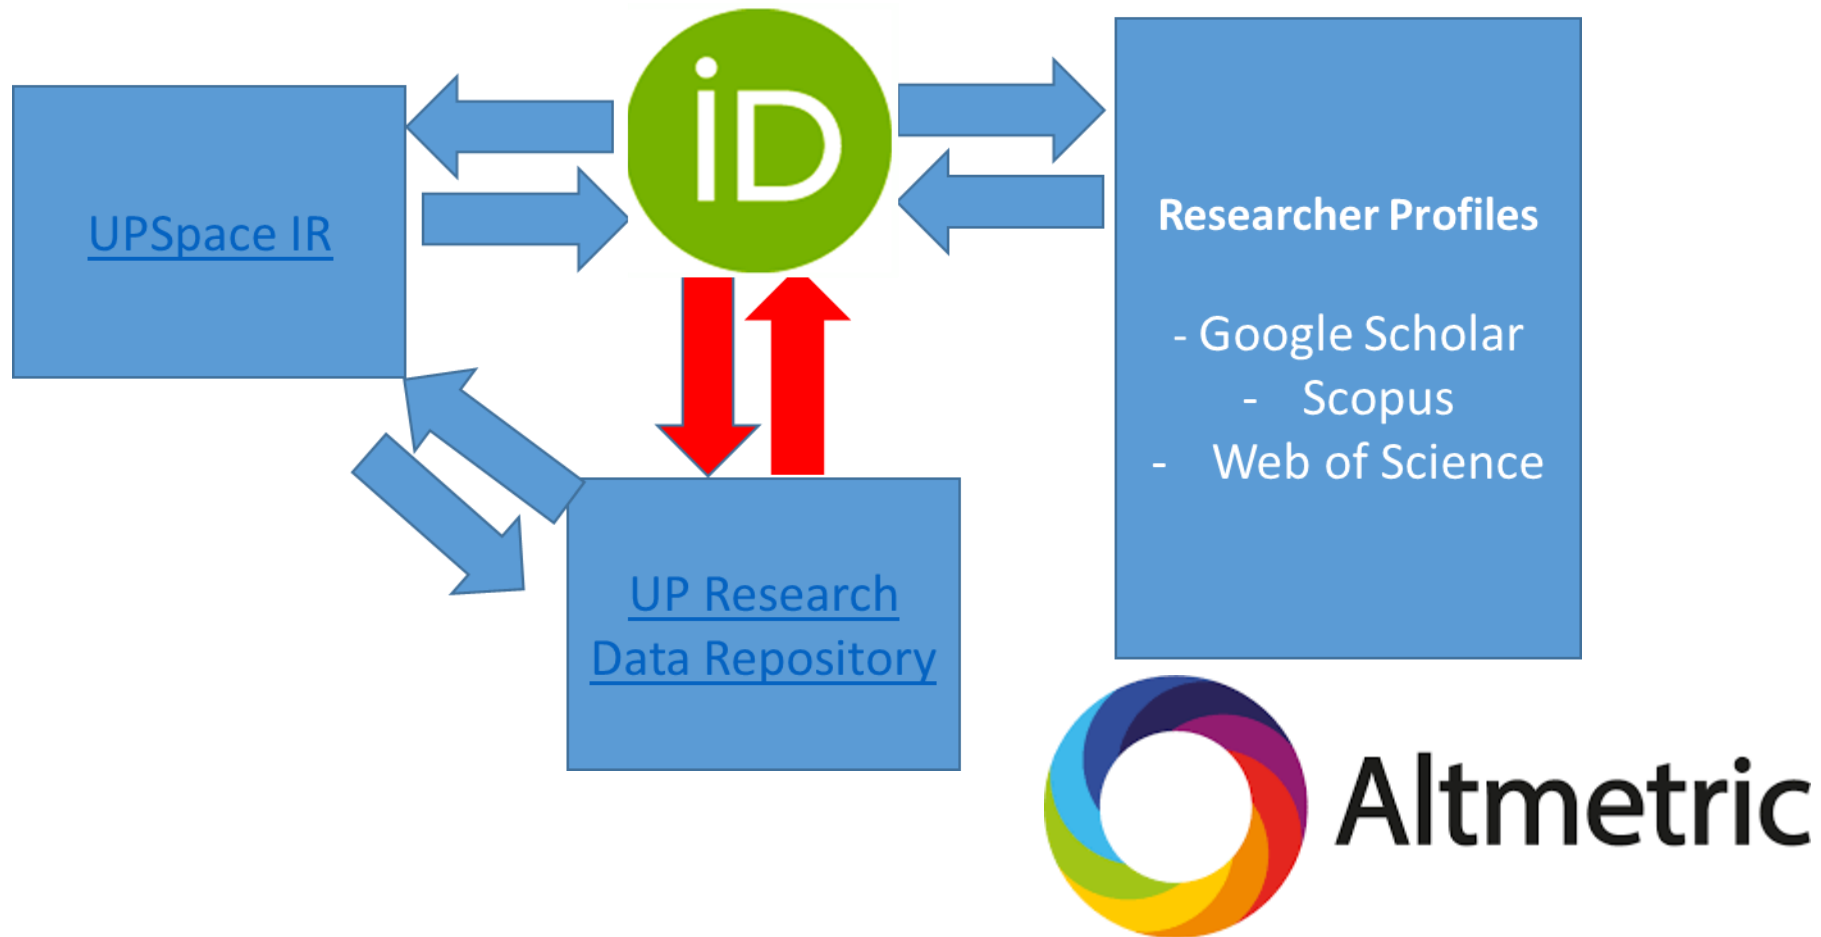 iD
UPSpace IR
Researcher Profiles
- Google Scholar
- Scopus
- Web of Science
UP Research
Data Repository
Altmetric